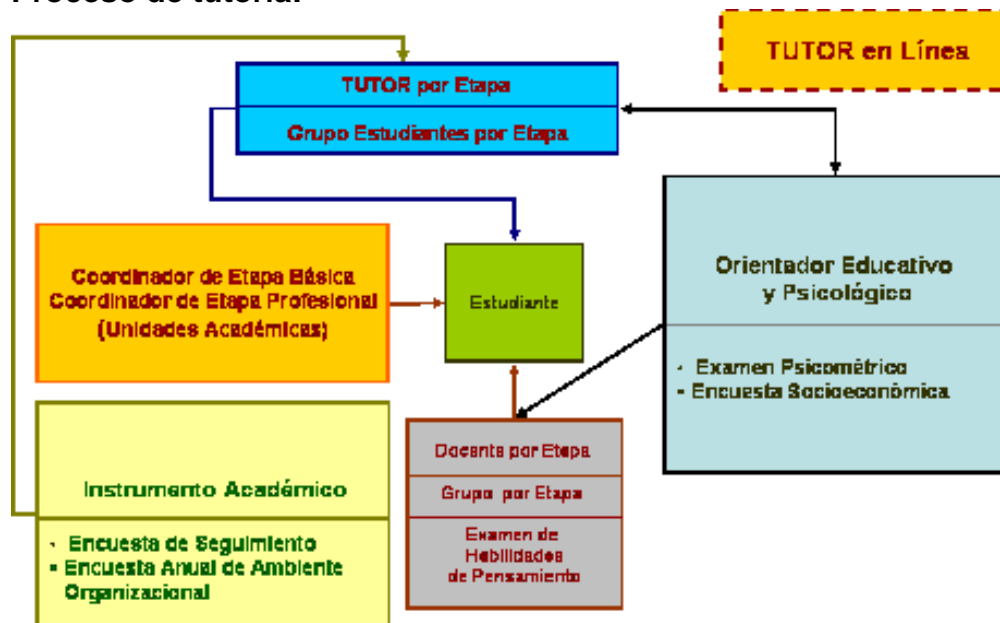 Proceso de tutoría:
TUTOR en Línea
TUTOR por Etapa
Grupo Estudiantes por Etapa
Orientador Educativo
y Psicológico
- Examen Psicométrico
- Encuesta Socioeconómica
Coordinador de Etapa Básica
Coordinador de Etapa Profesional
(Unidades Académicas)
Estudiante
Docente por Etapa
Grupo por Etapa
Examen de
Habilidades
de Pensamiento
Instrumento Académico
- Encuesta de Seguimiento
- Encuesta Anual de Ambiente
Organizacional